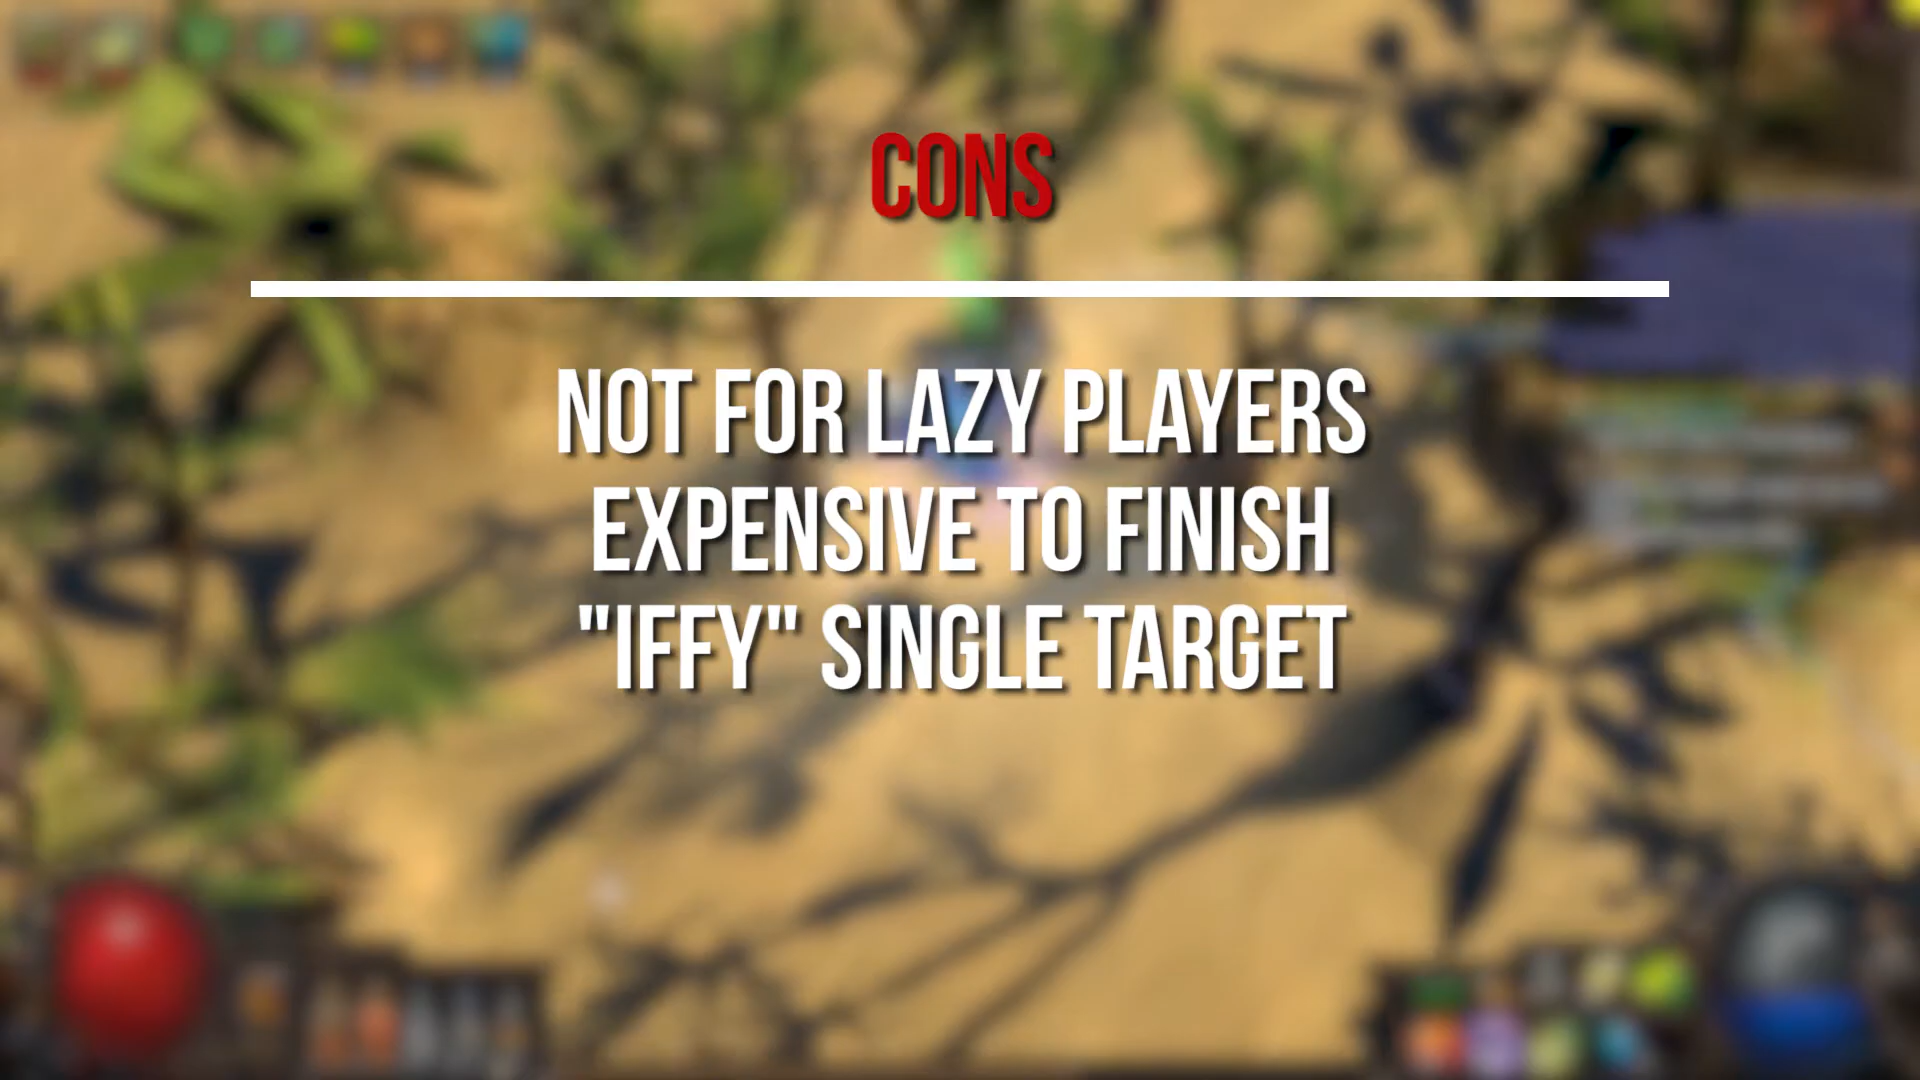 CONS
NOT FOR LAZY PLAYERS
EXPENSIVE TO FINISH
"IFFY" SINGLE TARGET